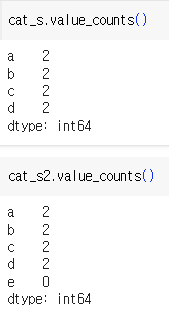 cat_s.value_counts()
a    2
b    2
c    2
d    2
dtype: int64
cat_s2.value_counts()
a    2
b    2
c    2
d    2
e    0
dtype: int64